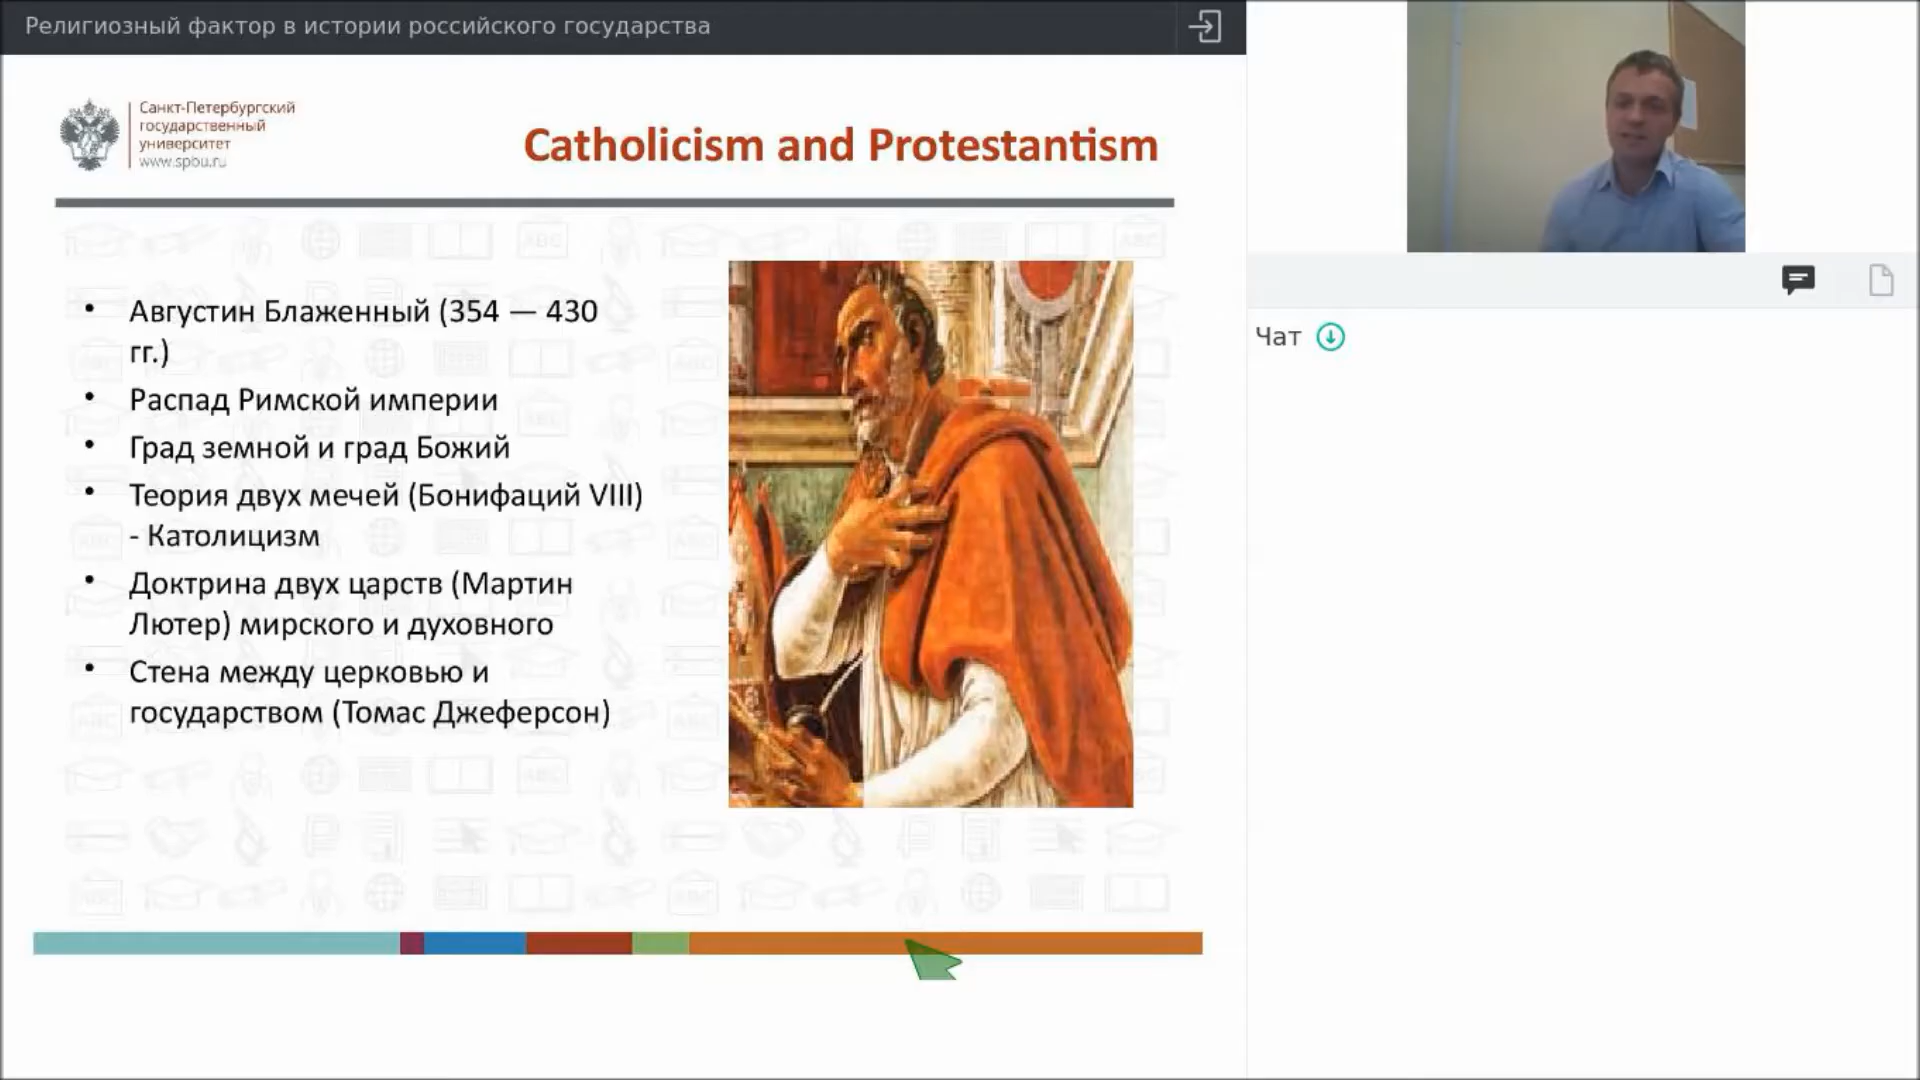 Религиозный фактор в истории российского государства
Санкт-Петербургский
государственный
университет
www.spbu.ru
Catholicism and Protestantism
• Августин Блаженный (354 — 430
гг.)
• Распад Римской империи
• Град земной и град Божий
• Теория двух мечей (Бонифаций VIII)
- Католицизм
• Доктрина двух царств (Мартин
Лютер) мирского и духовного
• Стена между церковью и
государством (Томас Джеферсон)
Чат